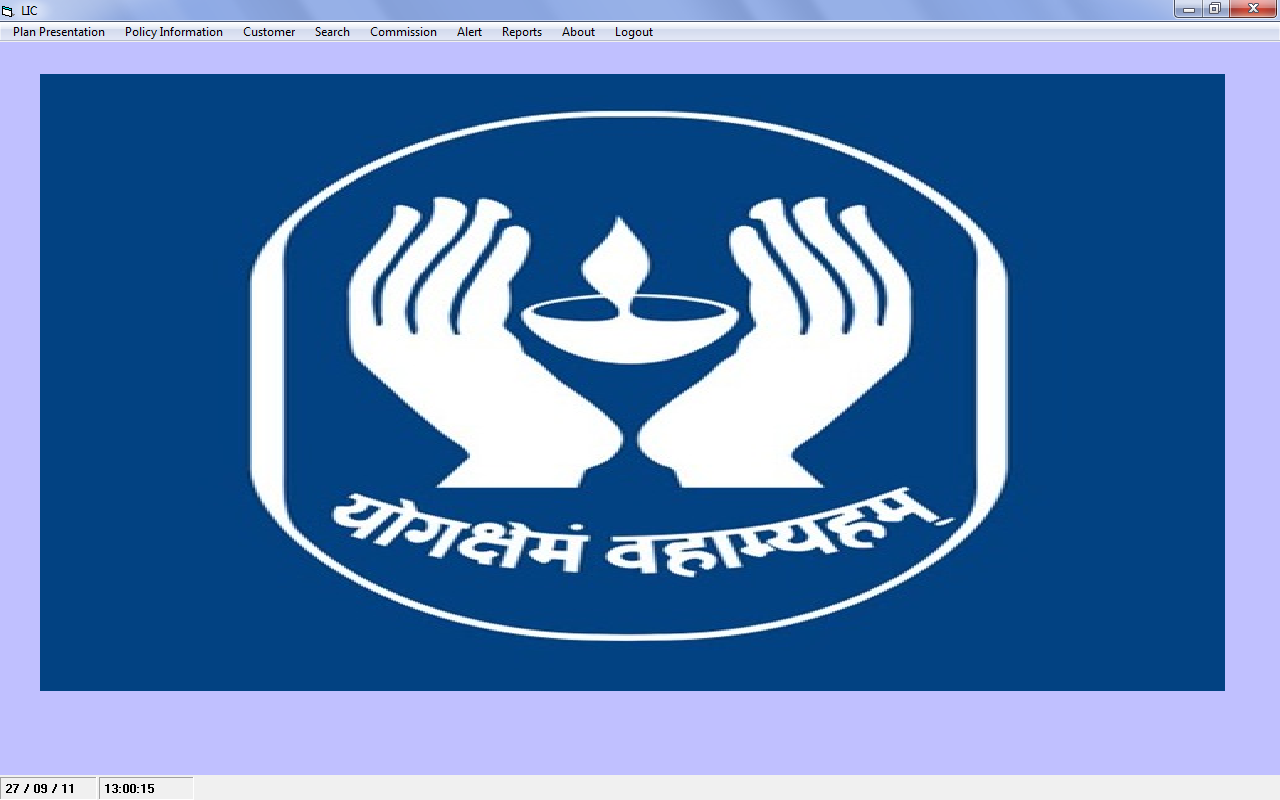 LIC
Plan Presentation Policy Information Customer Search Commission Alert Reports About Logout
योगक्षेमं वहाम्यहम्
27 / 09 / 11 13:00:15